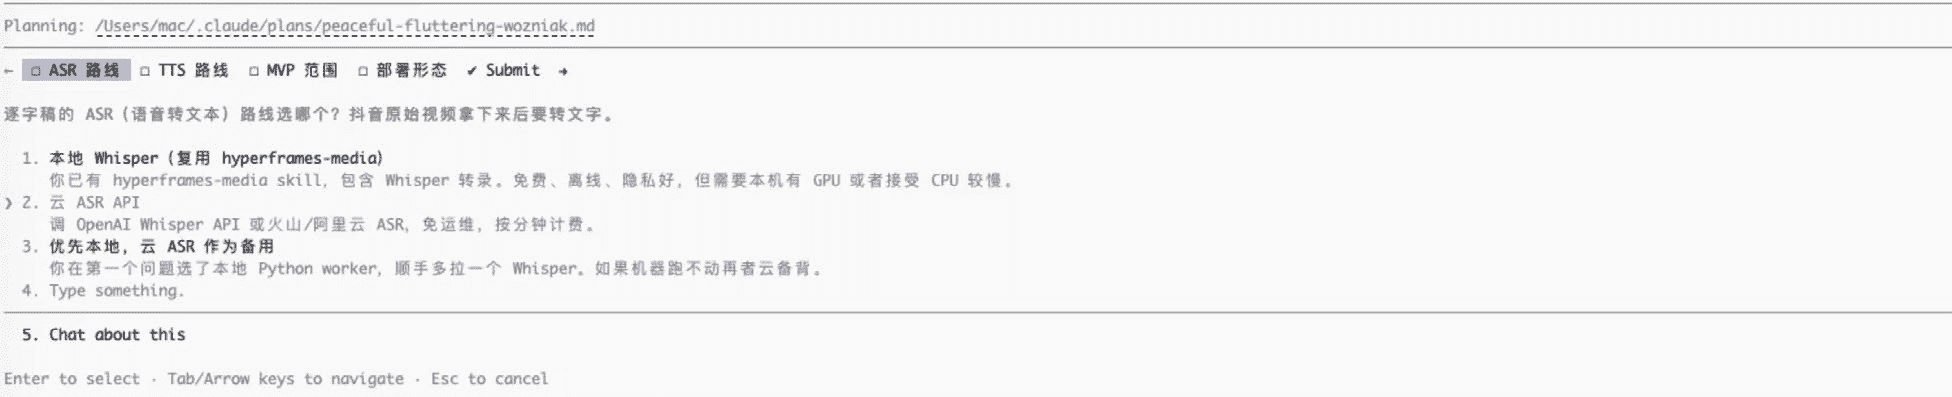 Planning: /Users/mac/.claude/plans/peaceful-fluttering-wozniak.md
← □ ASR 路线 □ TTS 路线 □ MVP 范围 □ 部署形态 ✔ Submit →
逐字稿的 ASR（语音转文本）路线选哪个？抖音原始视频拿下来后要转文字。
1. 本地 Whisper（复用 hyperframes-media）
你已有 hyperframes-media skill，包含 Whisper 转录。免费、离线、隐私好，但需要本机有 GPU 或者接受 CPU 较慢。
❯ 2. 云 ASR API
调 OpenAI Whisper API 或火山/阿里云 ASR，免运维，按分钟计费。
3. 优先本地，云 ASR 作为备用
你在第一个问题选了本地 Python worker，顺手多拉一个 Whisper。如果机器跑不动再者云备背。
4. Type something.
5. Chat about this
Enter to select · Tab/Arrow keys to navigate · Esc to cancel